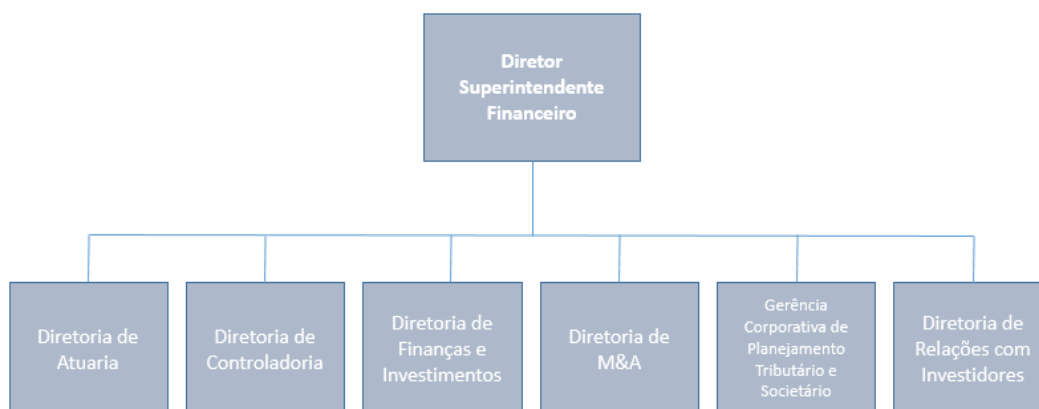 Diretor
Superintendente
Financeiro
Diretoria de
Atuaria
Diretoria de
Controladoria
Diretoria de
Finanças e
Investimentos
Diretoria de
M&A
Gerência
Corporativa de
Planejamento
Tributário e
Societário
Diretoria de
Relações com
Investidores